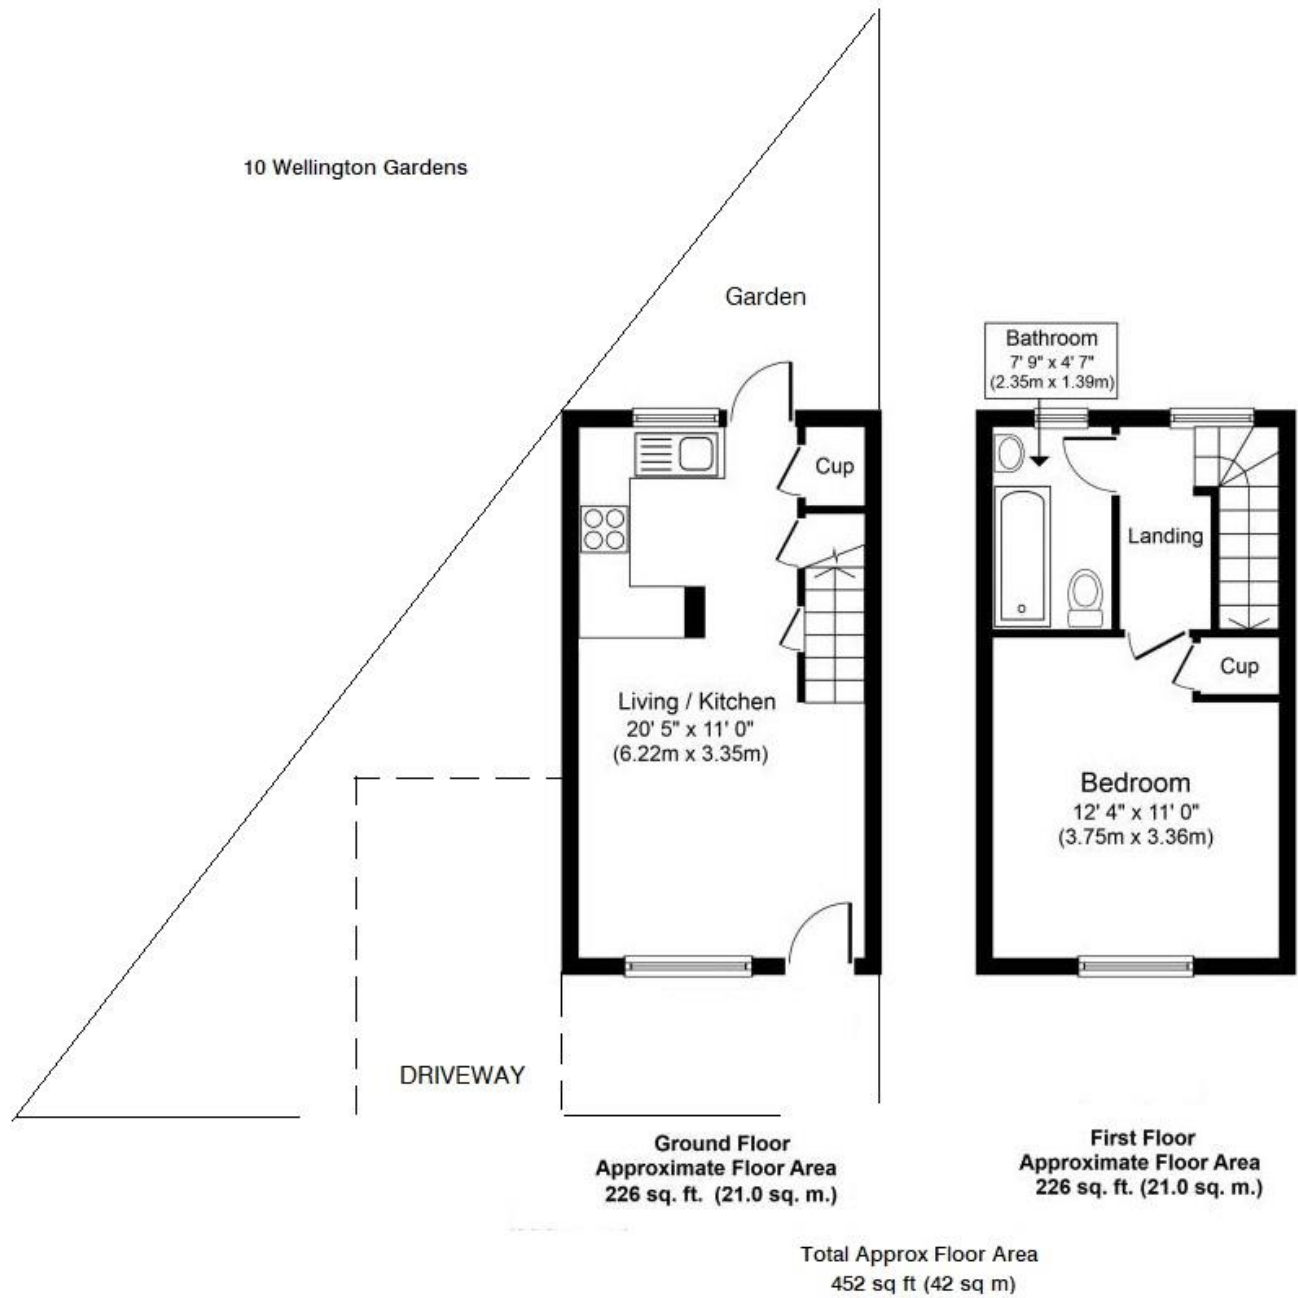 10 Wellington Gardens
Garden
Bathroom
7' 9" x 4' 7"
(2.35m x 1.39m)
Cup
Landing
Cup
Living / Kitchen
20' 5" x 11' 0"
(6.22m x 3.35m)
Bedroom
12' 4" x 11' 0"
(3.75m x 3.36m)
DRIVEWAY
Ground Floor
Approximate Floor Area
226 sq. ft. (21.0 sq. m.)
First Floor
Approximate Floor Area
226 sq. ft. (21.0 sq. m.)
Total Approx Floor Area
452 sq ft (42 sq m)